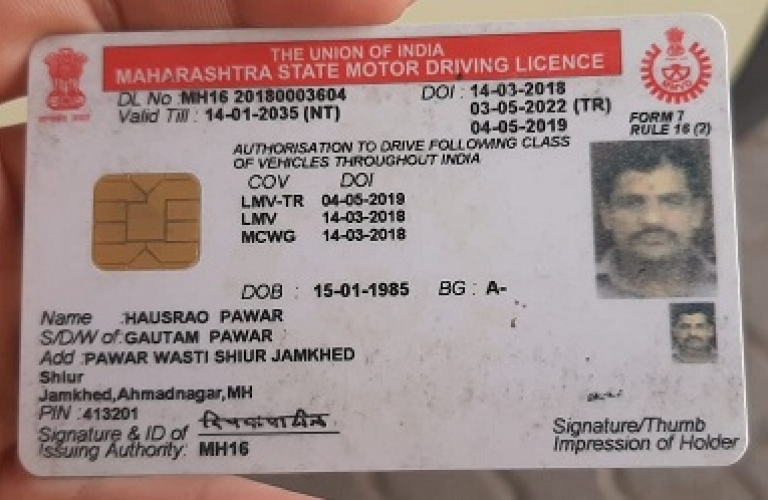 THE UNION OF INDIA
MAHARASHTRA STATE MOTOR DRIVING LICENCE
DL No :MH16 20180003604 DOI : 14-03-2018
Valid Till : 14-01-2035 (NT) 03-05-2022 (TR)
04-05-2019
FORM 7
RULE 16 (2)
AUTHORISATION TO DRIVE FOLLOWING CLASS
OF VEHICLES THROUGHOUT INDIA
COV DOI
LMV-TR 04-05-2019
LMV 14-03-2018
MCWG 14-03-2018
DOB : 15-01-1985 BG : A-
Name :HAUSRAO PAWAR
S/D/W of:GAUTAM PAWAR
Add :PAWAR WASTI SHIUR JAMKHED
Shiur
Jamkhed,Ahmadnagar,MH
PIN :413201
Signature & ID of
Issuing Authority: MH16
Signature/Thumb
Impression of Holder